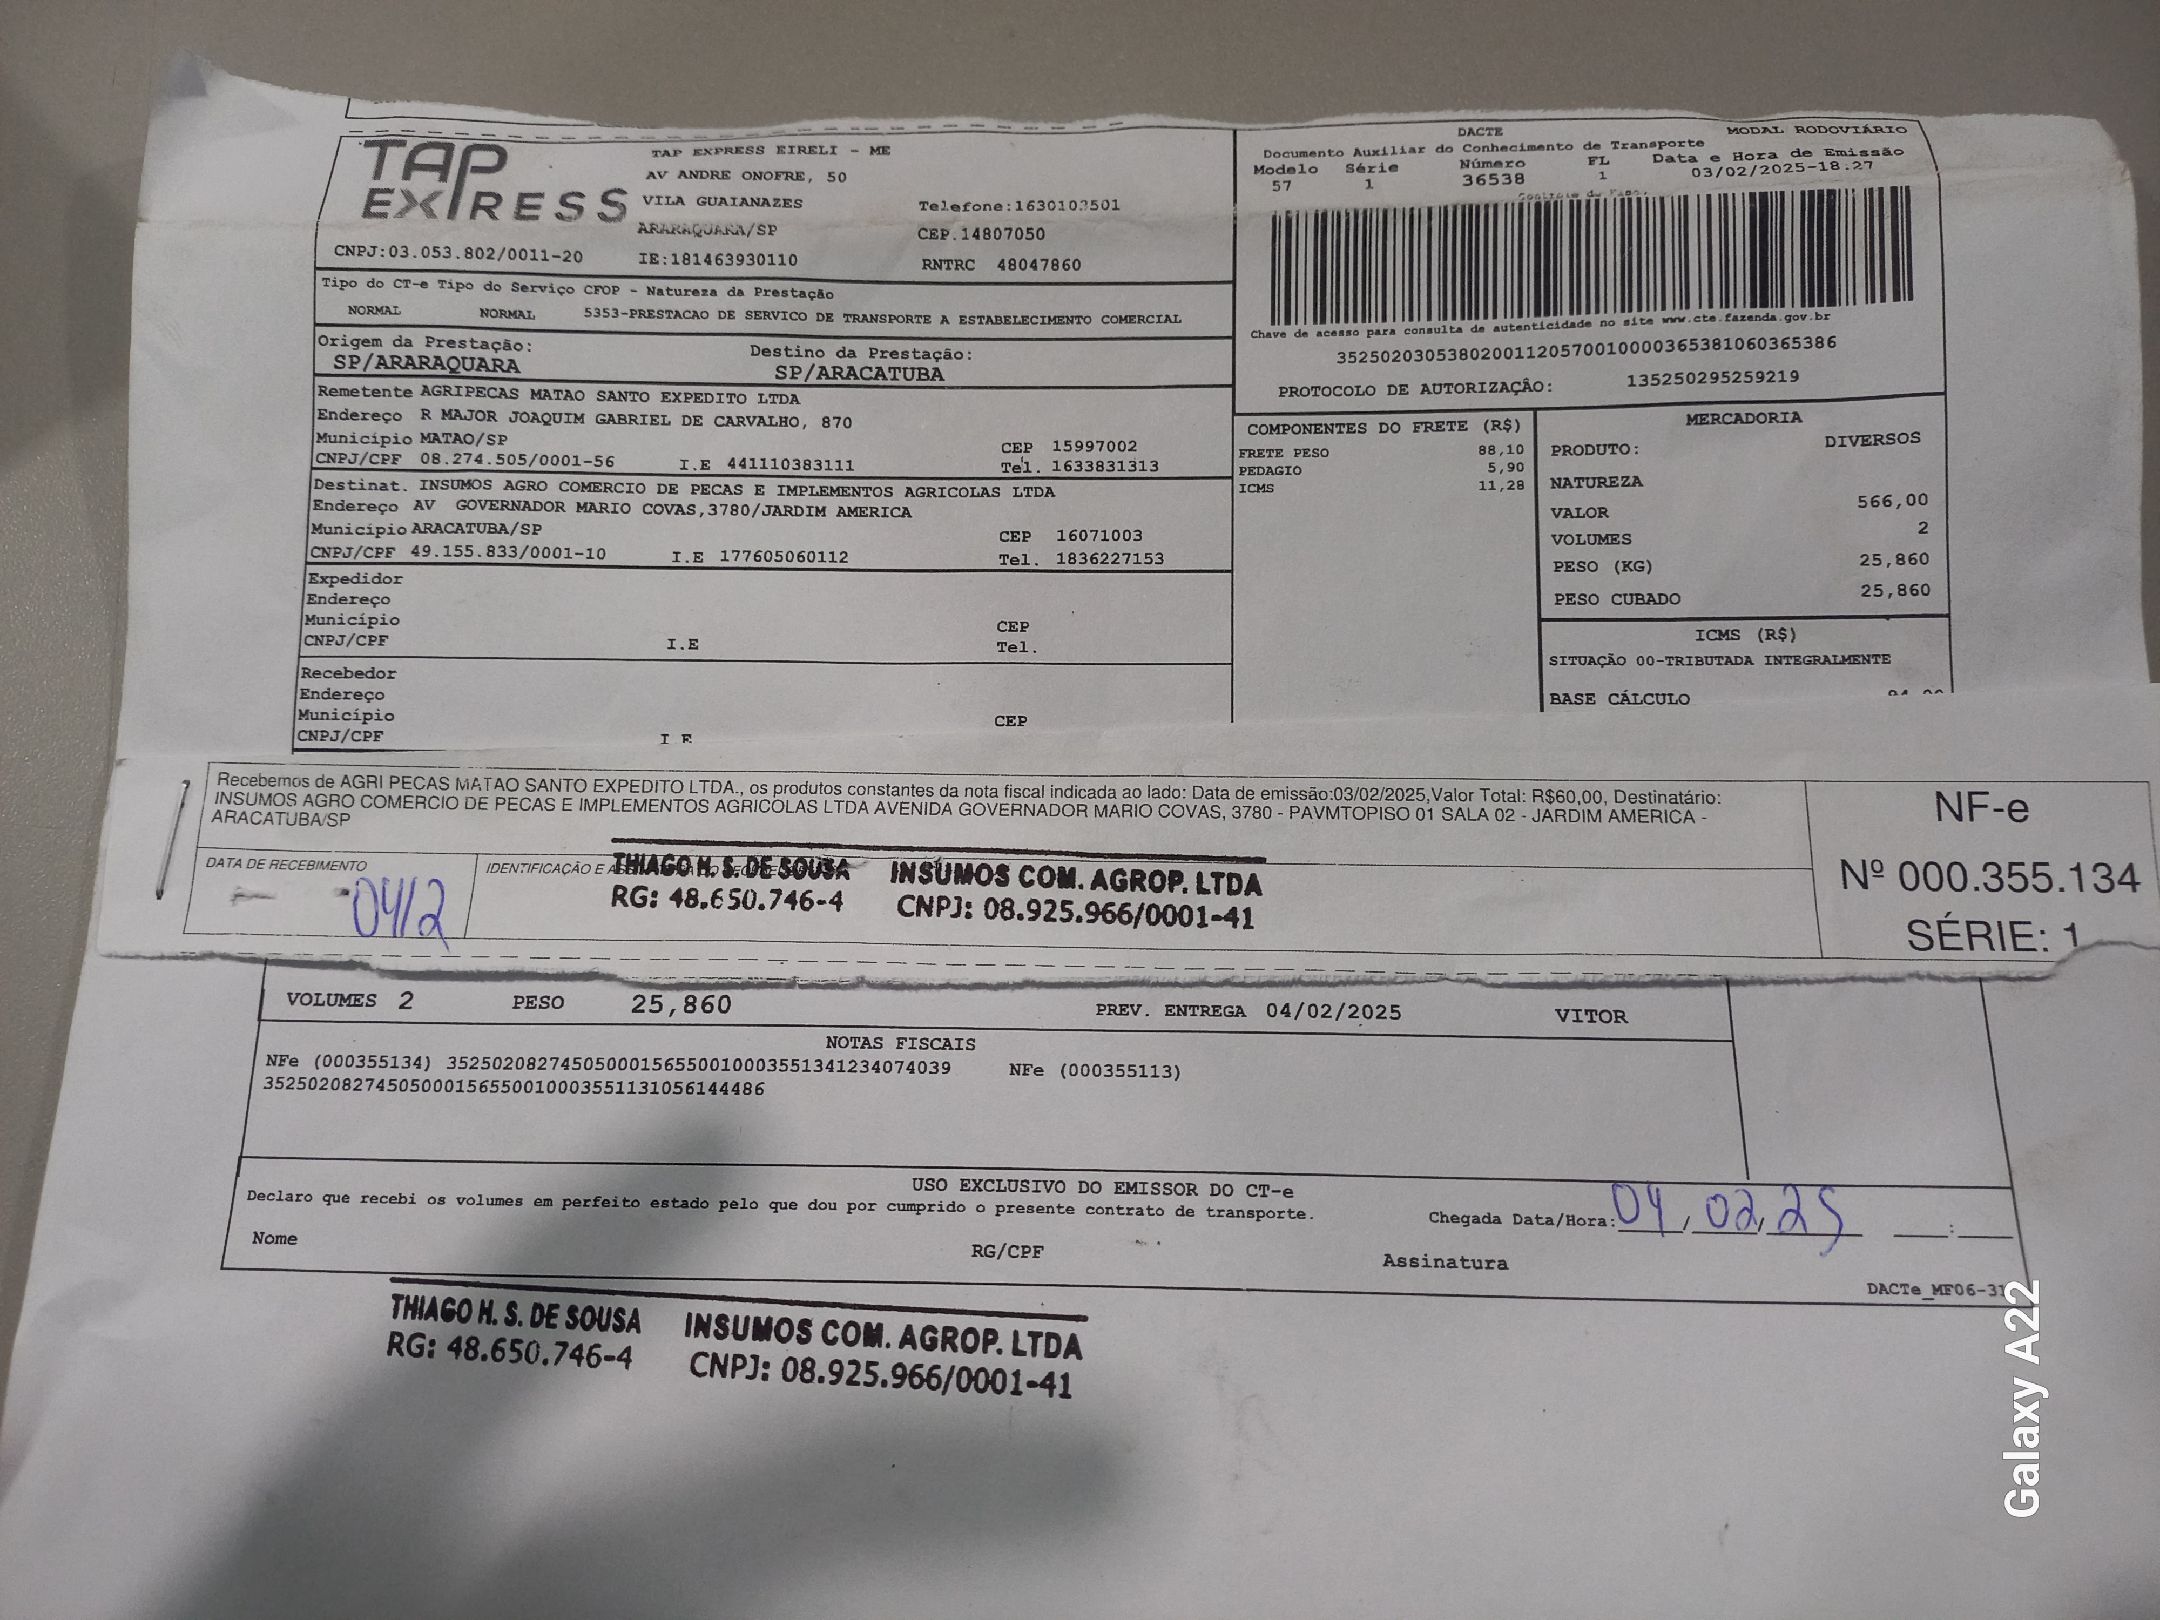 TAP EXPRESS
TAP EXPRESS EIRELI - ME
AV ANDRE ONOFRE, 50
VILA GUAIANAZES Telefone:1630102501
ARARAQUARA/SP CEP.14807050
CNPJ:03.053.802/0011-20 IE:181463930110 RNTRC 48047860
DACTE MODAL RODOVIÁRIO
Documento Auxiliar do Conhecimento de Transporte
Modelo Série Número FL Data e Hora de Emissão
57 1 36538 1 03/02/2025-18:27
Controle do Fisco
Chave de acesso para consulta de autenticidade no site www.cte.fazenda.gov.br
35250203053802001120570010000365381060365386
PROTOCOLO DE AUTORIZAÇÂO: 135250295259219
Tipo do CT-e Tipo do Serviço CFOP - Natureza da Prestação
NORMAL NORMAL 5353-PRESTACAO DE SERVICO DE TRANSPORTE A ESTABELECIMENTO COMERCIAL
Origem da Prestação: Destino da Prestação:
SP/ARARAQUARA SP/ARACATUBA
Remetente AGRIPECAS MATAO SANTO EXPEDITO LTDA
Endereço R MAJOR JOAQUIM GABRIEL DE CARVALHO, 870
Município MATAO/SP CEP 15997002
CNPJ/CPF 08.274.505/0001-56 I.E 441110383111 Tel. 1633831313
Destinat. INSUMOS AGRO COMERCIO DE PECAS E IMPLEMENTOS AGRICOLAS LTDA
Endereço AV GOVERNADOR MARIO COVAS,3780/JARDIM AMERICA
Município ARACATUBA/SP CEP 16071003
CNPJ/CPF 49.155.833/0001-10 I.E 177605060112 Tel. 1836227153
Expedidor
Endereço
Município CEP
CNPJ/CPF I.E Tel.
Recebedor
Endereço
Município CEP
CNPJ/CPF I E
COMPONENTES DO FRETE (R$)
FRETE PESO 88,10
PEDAGIO 5,90
ICMS 11,28
MERCADORIA
PRODUTO: DIVERSOS
NATUREZA
VALOR 566,00
VOLUMES 2
PESO (KG) 25,860
PESO CUBADO 25,860
ICMS (R$)
SITUAÇÃO 00-TRIBUTADA INTEGRALMENTE
BASE CÁLCULO
Recebemos de AGRI PECAS MATAO SANTO EXPEDITO LTDA., os produtos constantes da nota fiscal indicada ao lado: Data de emissão:03/02/2025,Valor Total: R$60,00, Destinatário:
INSUMOS AGRO COMERCIO DE PECAS E IMPLEMENTOS AGRICOLAS LTDA AVENIDA GOVERNADOR MARIO COVAS, 3780 - PAVMTOPISO 01 SALA 02 - JARDIM AMERICA -
ARACATUBA/SP
NF-e
Nº 000.355.134
SÉRIE: 1
DATA DE RECEBIMENTO IDENTIFICAÇÃO E
04/2
THIAGO H. S. DE SOUSA INSUMOS COM. AGROP. LTDA
RG: 48.650.746-4 CNPJ: 08.925.966/0001-41
VOLUMES 2 PESO 25,860 PREV. ENTREGA 04/02/2025 VITOR
NOTAS FISCAIS
NFe (000355134) 35250208274505000156550010003551341234074039 NFe (000355113)
35250208274505000156550010003551131056144486
USO EXCLUSIVO DO EMISSOR DO CT-e
Declaro que recebi os volumes em perfeito estado pelo que dou por cumprido o presente contrato de transporte.
Chegada Data/Hora: 04/02/25 :
Nome RG/CPF Assinatura
DACTe_MF06-31
THIAGO H. S. DE SOUSA INSUMOS COM. AGROP. LTDA
RG: 48.650.746-4 CNPJ: 08.925.966/0001-41
Galaxy A22